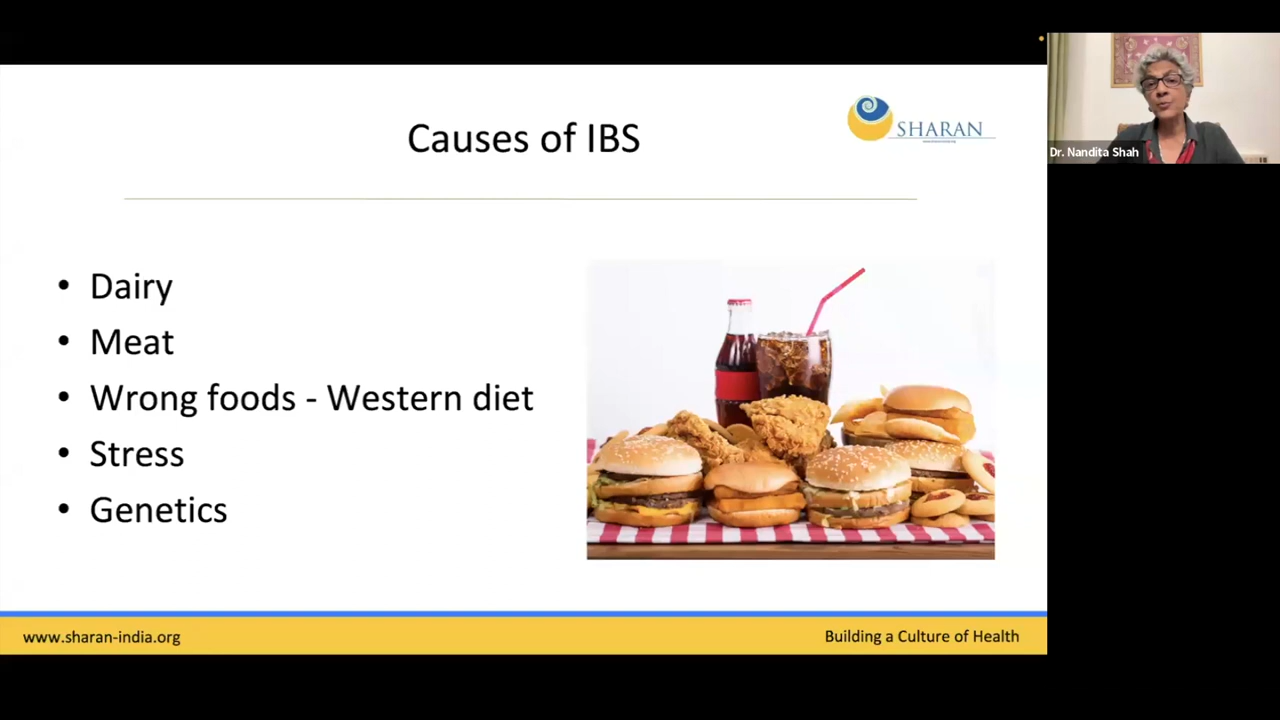 Causes of IBS
SHARAN
Dr. Nandita Shah
• Dairy
• Meat
• Wrong foods - Western diet
• Stress
• Genetics
www.sharan-india.org
Building a Culture of Health